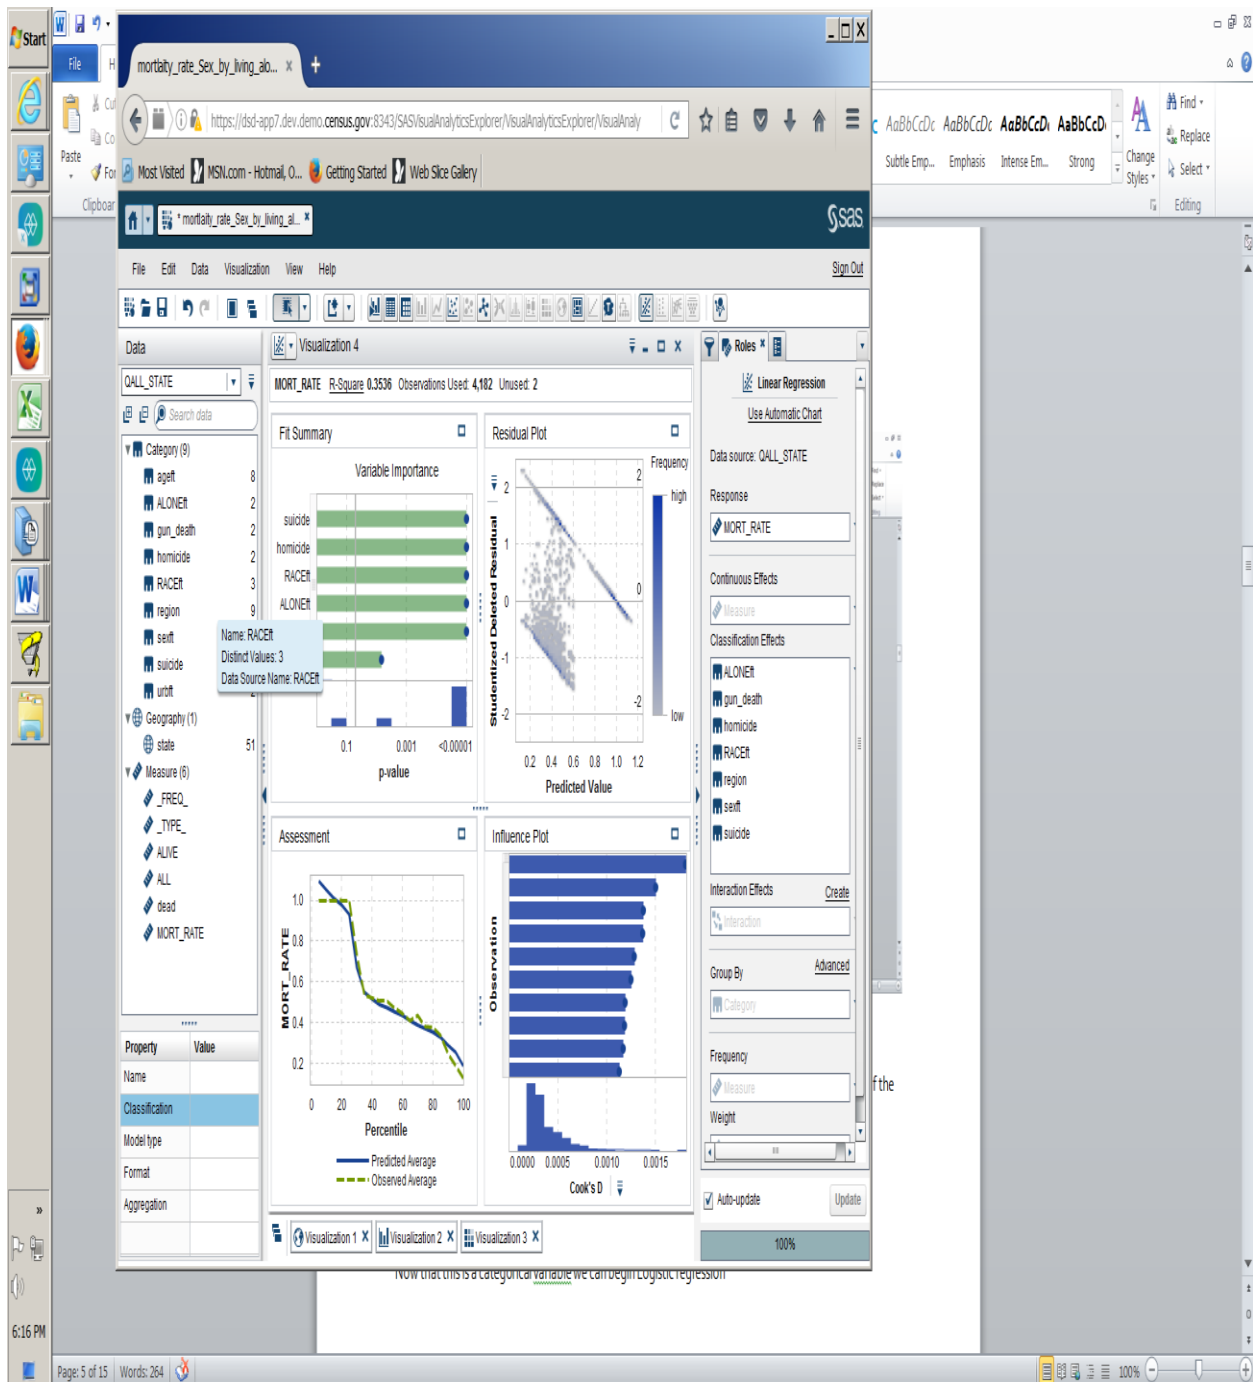 Start
File
H
Cu
Co
Paste
For
Clipboar
mortlaity_rate_Sex_by_living_alo... ×
https://dsd-app7.dev.demo.census.gov:8343/SASVisualAnalyticsExplorer/VisualAnalyticsExplorer/VisualAnaly
Most Visited MSN.com - Hotmail, O... Getting Started Web Slice Gallery
AaBbCcDc AaBbCcDc AaBbCcDc AaBbCcDc
Subtle Emp... Emphasis Intense Em... Strong
Change Styles
Find
Replace
Select
Editing
* mortlaity_rate_Sex_by_living_al... ×
sas
File Edit Data Visualization View Help
Sign Out
Data
QALL_STATE
Search data
Category (9)
ageft 8
ALONEft 2
gun_death 2
homicide 2
RACEft 3
region 9
sexft
suicide
urbft 2
Name: RACEft
Distinct Values: 3
Data Source Name: RACEft
Geography (1)
state 51
Measure (6)
_FREQ_
_TYPE_
ALIVE
ALL
dead
MORT_RATE
Property Value
Name
Classification
Model type
Format
Aggregation
Visualization 4
MORT_RATE R-Square 0.3536 Observations Used: 4,182 Unused: 2
Fit Summary
Variable Importance
suicide
homicide
RACEft
ALONEft
0.1 0.001 <0.00001
p-value
Residual Plot
Frequency
high
low
Studentized Deleted Residual
2
1
0
-1
-2
2
0
-2
0.2 0.4 0.6 0.8 1.0 1.2
Predicted Value
Assessment
MORT_RATE
1.0
0.8
0.6
0.4
0.2
0 20 40 60 80 100
Percentile
Predicted Average
Observed Average
Influence Plot
Observation
0.0000 0.0005 0.0010 0.0015
Cook's D
Visualization 1 Visualization 2 Visualization 3
Roles
Linear Regression
Use Automatic Chart
Data source: QALL_STATE
Response
MORT_RATE
Continuous Effects
Measure
Classification Effects
ALONEft
gun_death
homicide
RACEft
region
sexft
suicide
Interaction Effects Create
Interaction
Group By Advanced
Category
Frequency
Measure
Weight
Auto-update Update
100%
f the
Now that this is a categorical variable we can begin Logistic regression
6:16 PM
Page: 5 of 15 Words: 264
100%